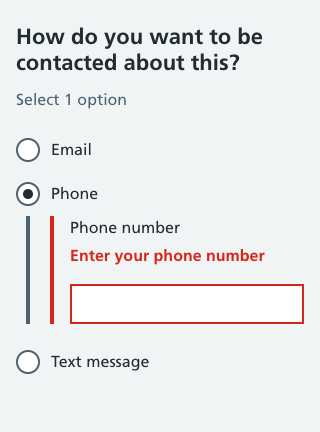 How do you want to be
contacted about this?
Select 1 option
Email
Phone
Phone number
Enter your phone number
Text message